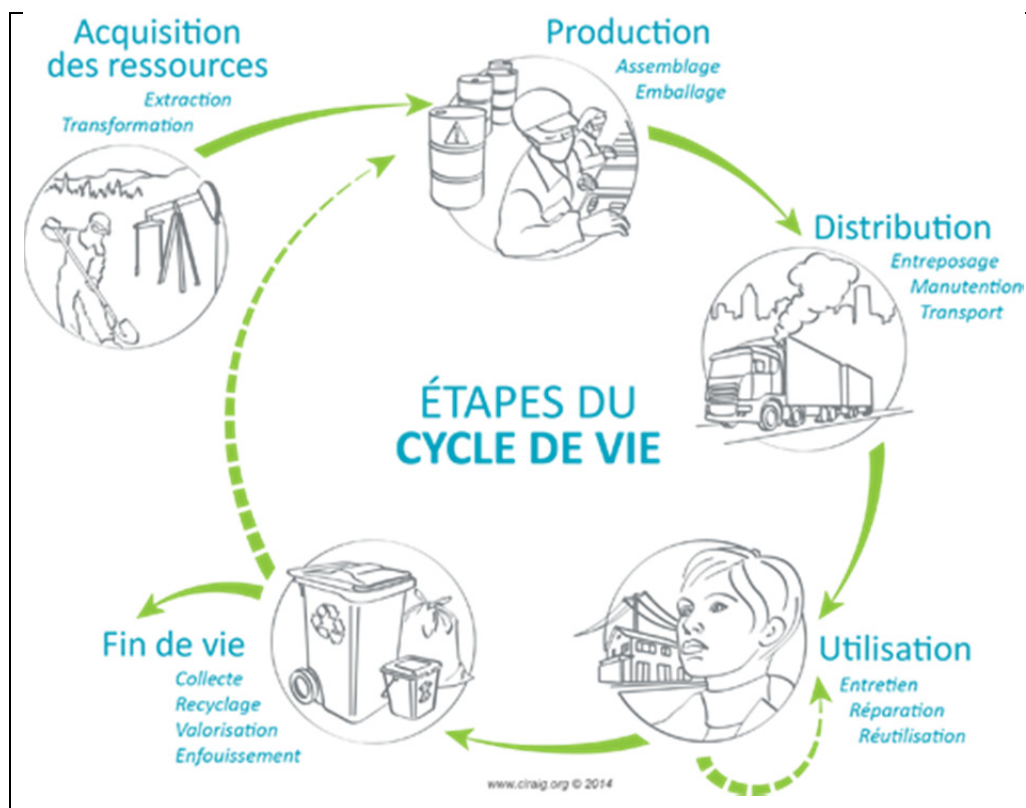 Acquisition
des ressources
Extraction
Transformation
Production
Assemblage
Emballage
Distribution
Entreposage
Manutention
Transport
ÉTAPES DU
CYCLE DE VIE
Utilisation
Entretien
Réparation
Réutilisation
Fin de vie
Collecte
Recyclage
Valorisation
Enfouissement
www.ciraig.org © 2014